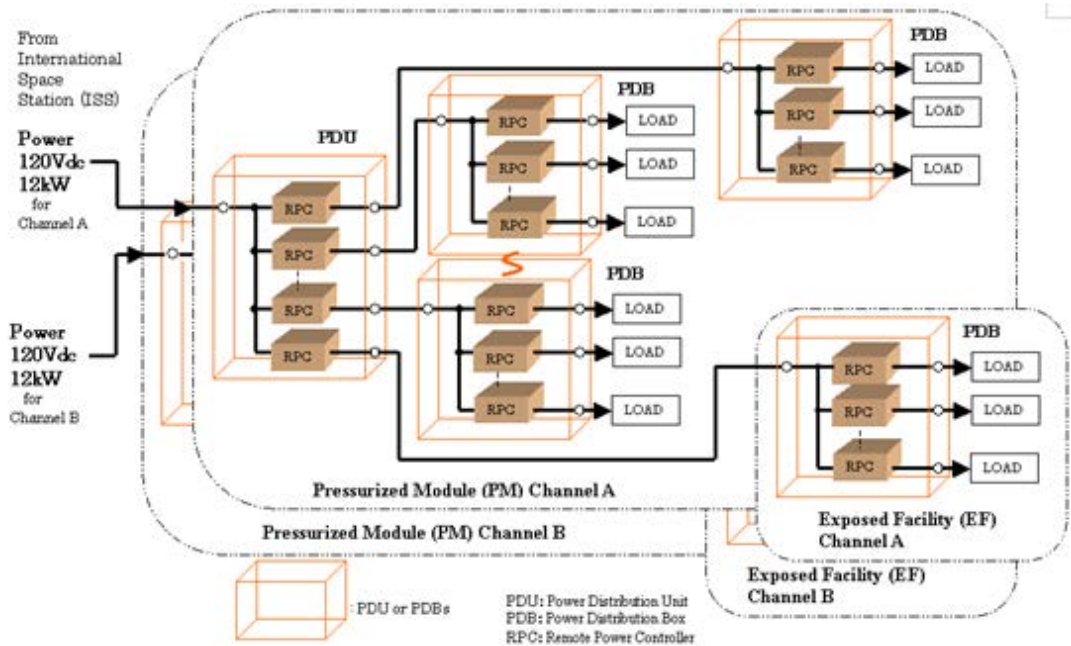 From
International
Space
Station (ISS)
Power
120Vdc
12kW
for
Channel A
Power
120Vdc
12kW
for
Channel B
PDU
RPC
RPC
RPC
RPC
PDB
RPC
LOAD
RPC
LOAD
RPC
LOAD
PDB
RPC
LOAD
RPC
LOAD
RPC
LOAD
PDB
RPC
LOAD
RPC
LOAD
RPC
LOAD
PDB
RPC
LOAD
RPC
LOAD
RPC
LOAD
Pressurized Module (PM) Channel A
Pressurized Module (PM) Channel B
Exposed Facility (EF)
Channel A
Exposed Facility (EF)
Channel B
: PDU or PDBs
PDU: Power Distribution Unit
PDB: Power Distribution Box
RPC: Remote Power Controller